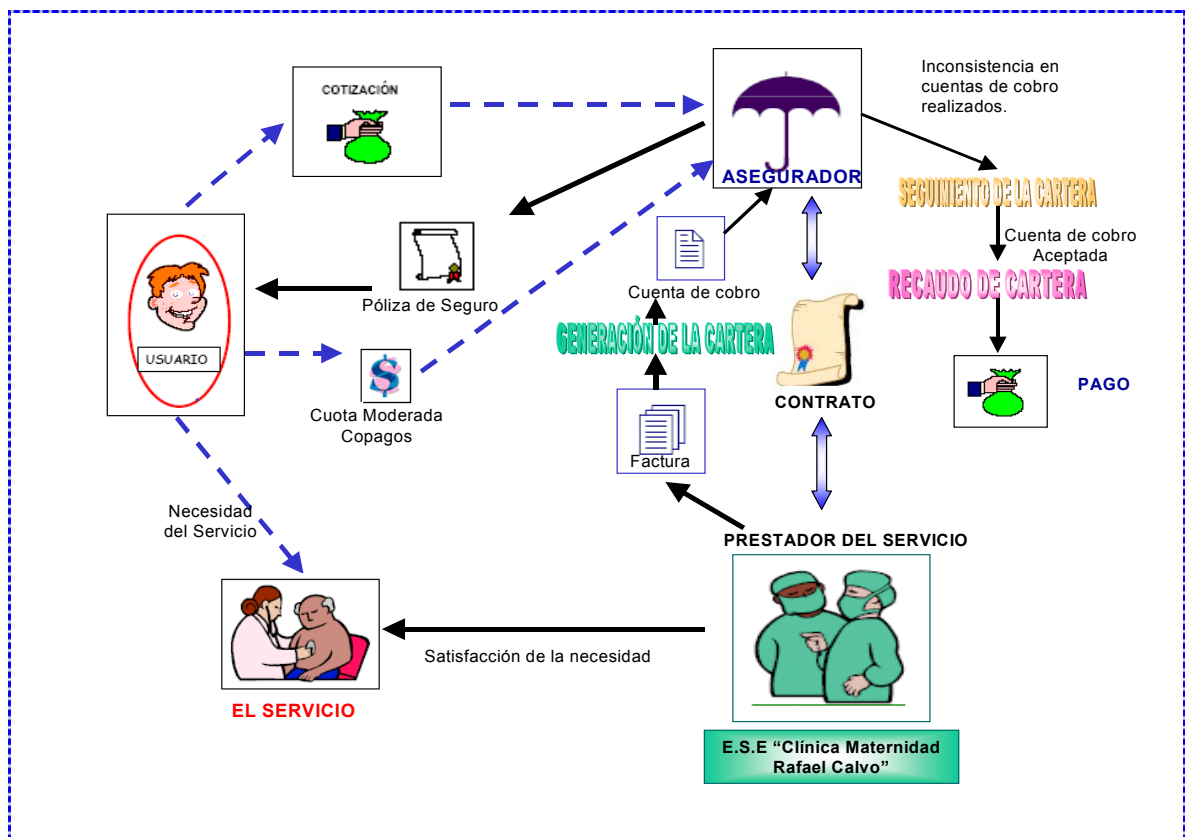 COTIZACIÓN
Inconsistencia en
cuentas de cobro
realizados.
ASEGURADOR
SEGUIMIENTO DE LA CARTERA
Cuenta de cobro
Aceptada
RECAUDO DE CARTERA
PAGO
Póliza de Seguro
Cuenta de cobro
GENERACIÓN DE LA CARTERA
USUARIO
$
Cuota Moderada
Copagos
CONTRATO
Factura
Necesidad
del Servicio
PRESTADOR DEL SERVICIO
Satisfacción de la necesidad
EL SERVICIO
E.S.E “Clínica Maternidad
Rafael Calvo”